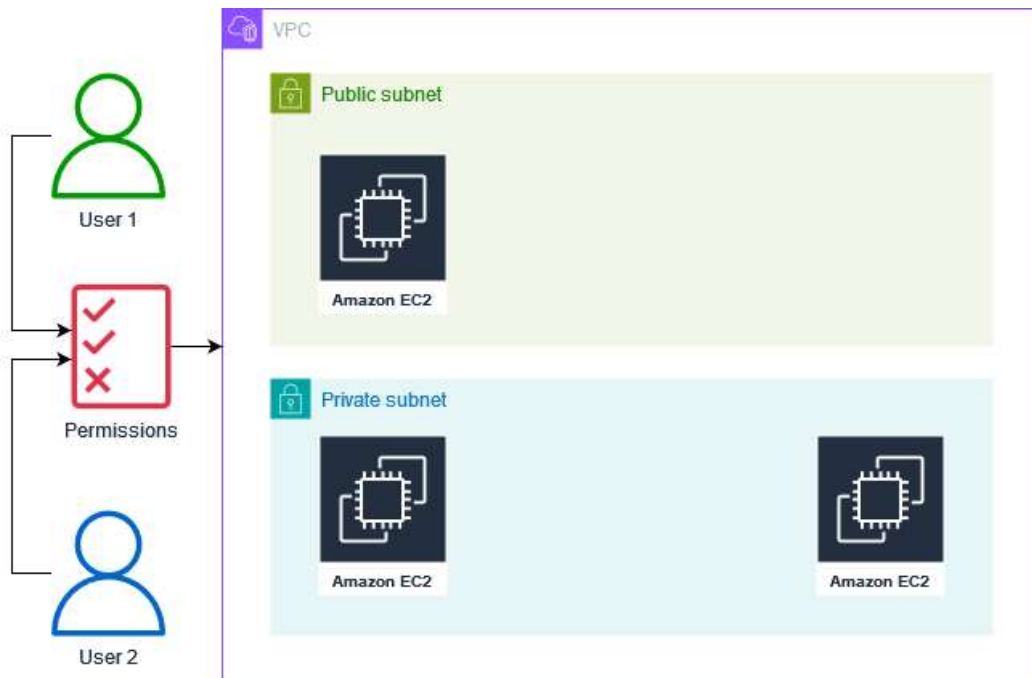 VPC
Public subnet
User 1
Amazon EC2
Private subnet
Permissions
Amazon EC2
Amazon EC2
User 2